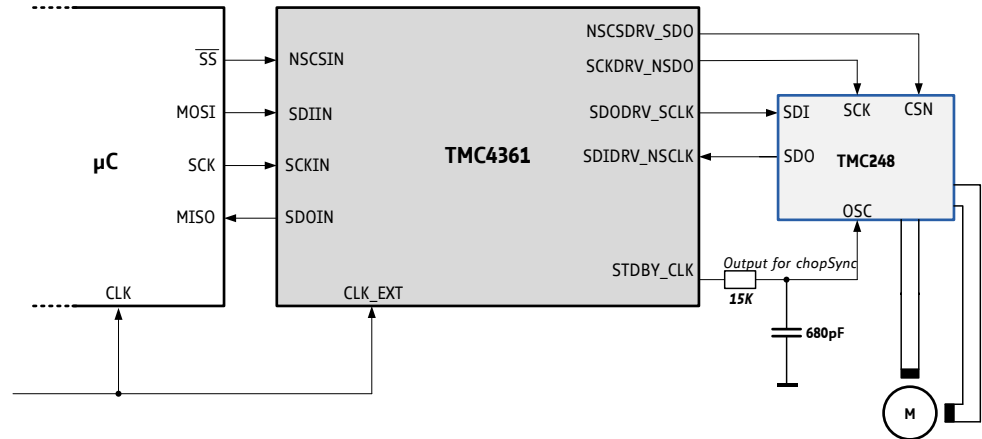 NSCSDRV_SDO
SS
NSCSIN
SCKDRV_NSDO
MOSI
SDIIN
SDODRV_SCLK
SDI
SCK
CSN
µC
TMC4361
SCK
SCKIN
SDIDRV_NSCLK
SDO
TMC248
MISO
SDOIN
OSC
STDBY_CLK
Output for chopSync
15K
CLK
CLK_EXT
680pF
M